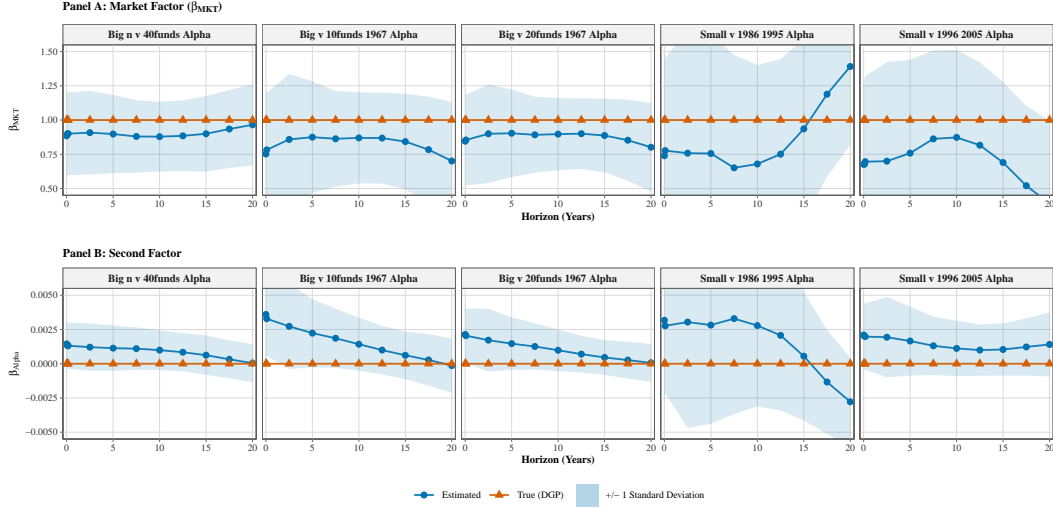 Panel A: Market Factor (βMKT)
Big n v 40funds Alpha
Big v 10funds 1967 Alpha
Big v 20funds 1967 Alpha
Small v 1986 1995 Alpha
Small v 1996 2005 Alpha
βMKT
1.50
1.25
1.00
0.75
0.50
0 5 10 15 20
0 5 10 15 20
0 5 10 15 20
0 5 10 15 20
0 5 10 15 20
Horizon (Years)
Panel B: Second Factor
Big n v 40funds Alpha
Big v 10funds 1967 Alpha
Big v 20funds 1967 Alpha
Small v 1986 1995 Alpha
Small v 1996 2005 Alpha
βAlpha
0.0050
0.0025
0.0000
−0.0025
−0.0050
0 5 10 15 20
0 5 10 15 20
0 5 10 15 20
0 5 10 15 20
0 5 10 15 20
Horizon (Years)
Estimated
True (DGP)
+/− 1 Standard Deviation